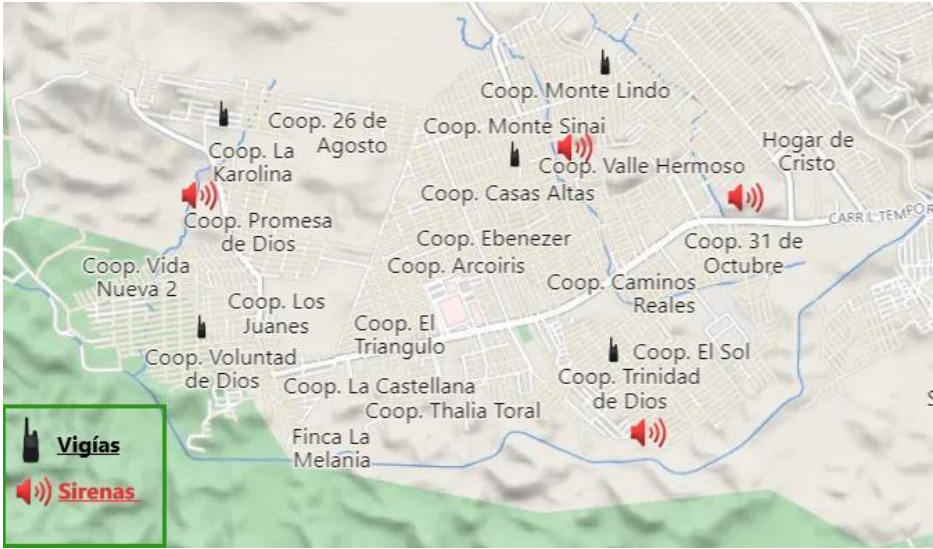 Coop. Monte Lindo
Coop. 26 de
Agosto
Coop. Monte Sinai
Hogar de
Cristo
Coop. La
Karolina
Coop. Valle Hermoso
Coop. Casas Altas
Coop. Promesa
de Dios
CARRIL TEMPOR
Coop. Ebenezer
Coop. 31 de
Octubre
Coop. Vida
Nueva 2
Coop. Arcoiris
Coop. Caminos
Reales
Coop. Los
Juanes
Coop. El
Triangulo
Coop. El Sol
Coop. Voluntad
de Dios
Coop. La Castellana
Coop. Trinidad
de Dios
Coop. Thalia Toral
S
Finca La
Melania
Vigías
Sirenas